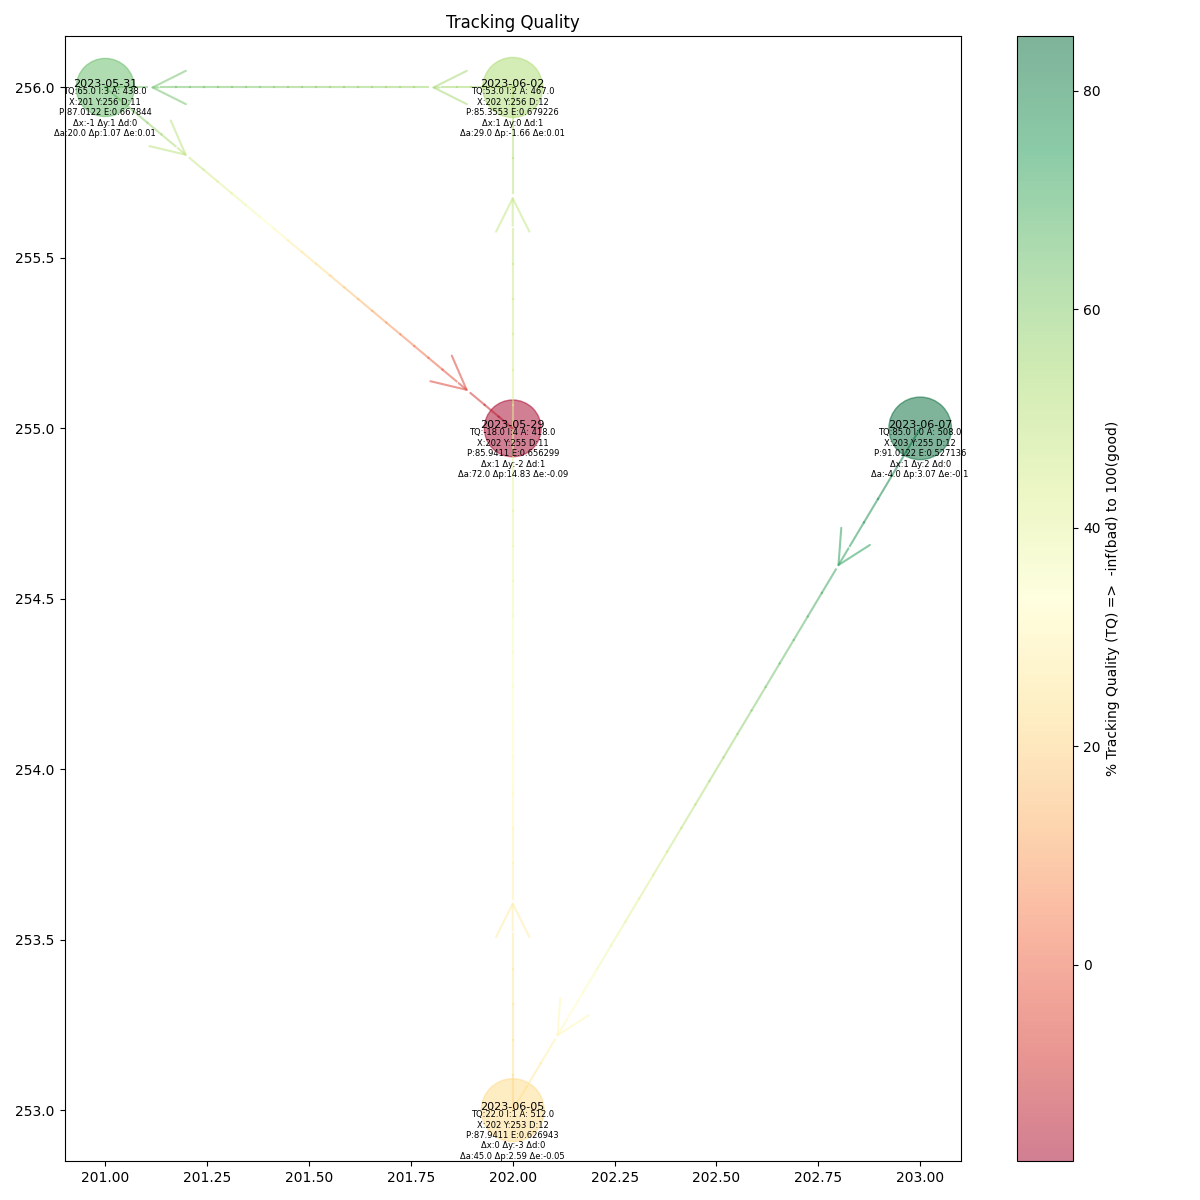 Tracking Quality
256.0
255.5
255.0
254.5
254.0
253.5
253.0
201.00
201.25
201.50
201.75
202.00
202.25
202.50
202.75
203.00
2023-05-31
TQ:65.0 I:3 A: 438.0
X:201 Y:256 D:11
P:87.0122 E:0.667844
Δx:-1 Δy:1 Δd:0
Δa:20.0 Δp:1.07 Δe:0.01
2023-06-02
TQ:53.0 I:2 A: 467.0
X:202 Y:256 D:12
P:85.3553 E:0.679226
Δx:1 Δy:0 Δd:1
Δa:29.0 Δp:-1.66 Δe:0.01
2023-05-29
TQ:-18.0 I:4 A: 418.0
X:202 Y:255 D:11
P:85.9411 E:0.656299
Δx:1 Δy:-2 Δd:1
Δa:72.0 Δp:14.83 Δe:-0.09
2023-06-07
TQ:85.0 I:0 A: 508.0
X:203 Y:255 D:12
P:91.0122 E:0.527136
Δx:1 Δy:2 Δd:0
Δa:-4.0 Δp:3.07 Δe:-0.1
2023-06-05
TQ:22.0 I:1 A: 512.0
X:202 Y:253 D:12
P:87.9411 E:0.626943
Δx:0 Δy:-3 Δd:0
Δa:45.0 Δp:2.59 Δe:-0.05
80
60
40
20
0
% Tracking Quality (TQ) => -inf(bad) to 100(good)